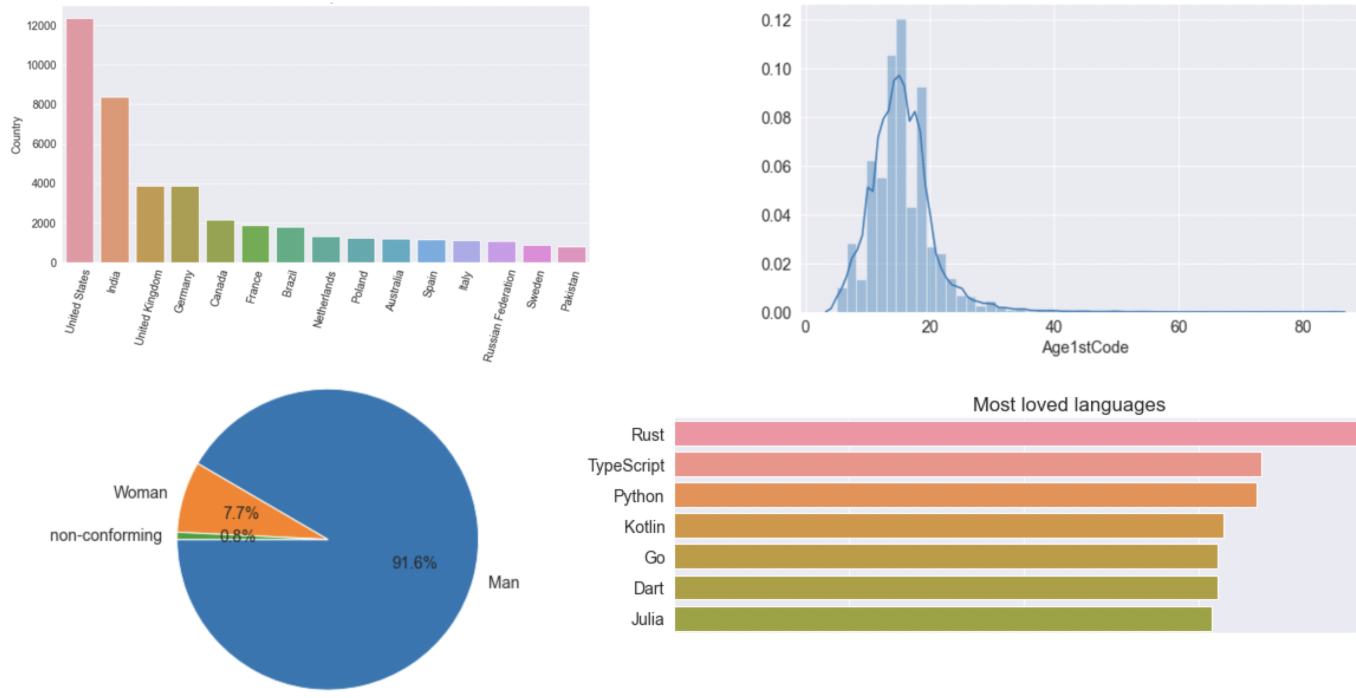 12000
10000
8000
6000
4000
2000
0
Country
United States
India
United Kingdom
Germany
Canada
France
Brazil
Netherlands
Poland
Australia
Spain
Italy
Russian Federation
Sweden
Pakistan
0.12
0.10
0.08
0.06
0.04
0.02
0.00
0 20 40 60 80
Age1stCode
Woman
7.7%
non-conforming
0.8%
91.6%
Man
Most loved languages
Rust
TypeScript
Python
Kotlin
Go
Dart
Julia